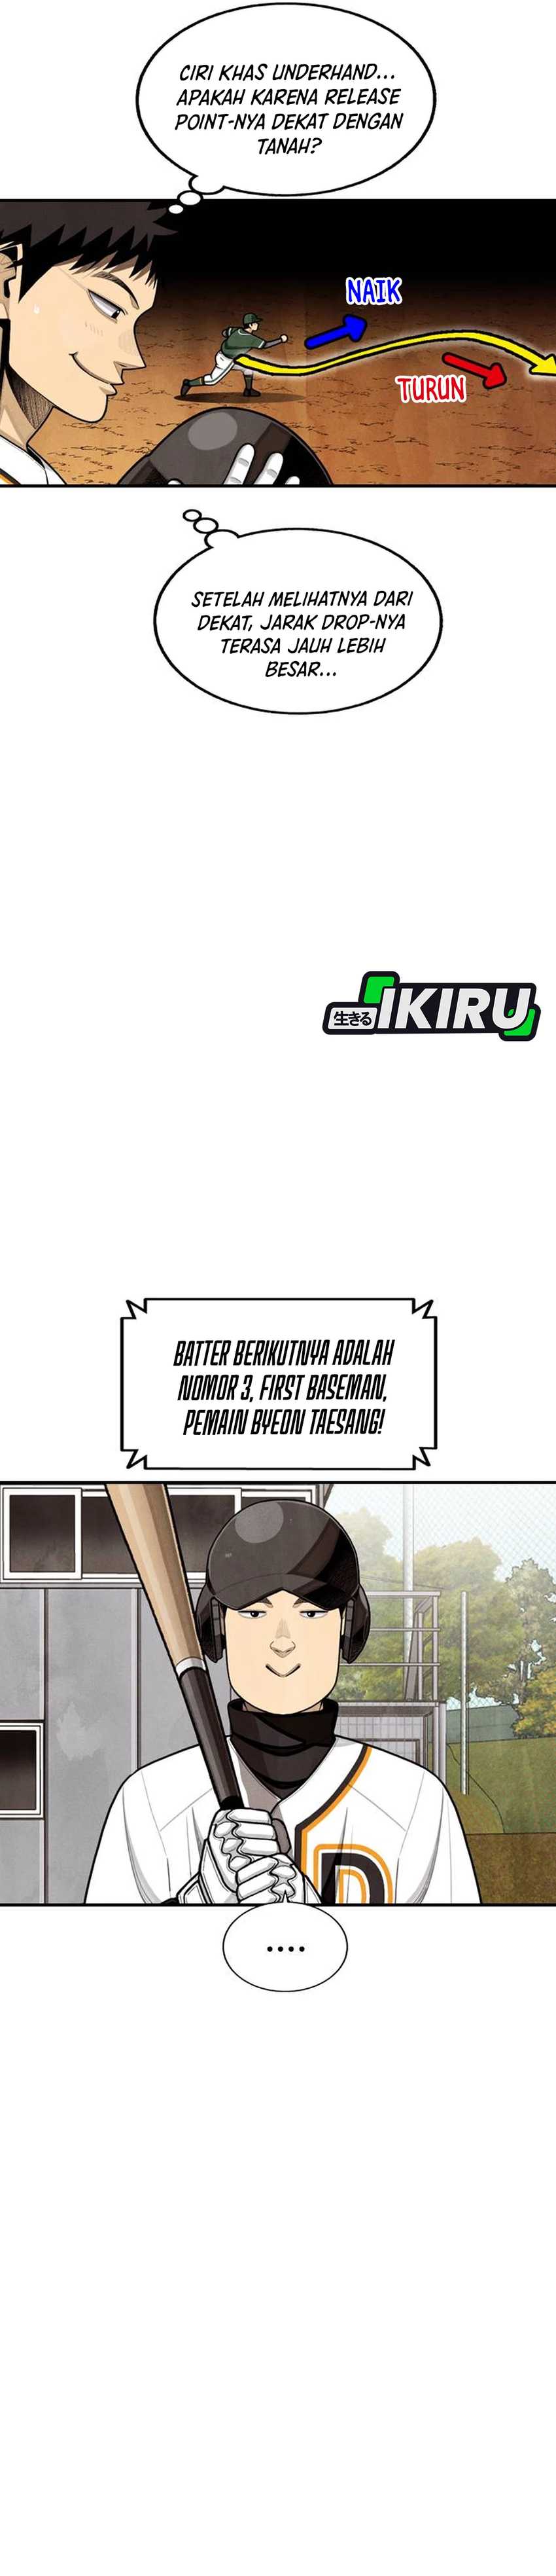 CIRI KHAS UNDERHAND...
APAKAH KARENA RELEASE
POINT-NYA DEKAT DENGAN
TANAH?
NAIK
TURUN
SETELAH MELIHATNYA DARI
DEKAT, JARAK DROP-NYA
TERASA JAUH LEBIH
BESAR...
生きる IKIRU
BATTER BERIKUTNYA ADALAH
NOMOR 3, FIRST BASEMAN,
PEMAIN BYEON TAESANG!
D
....